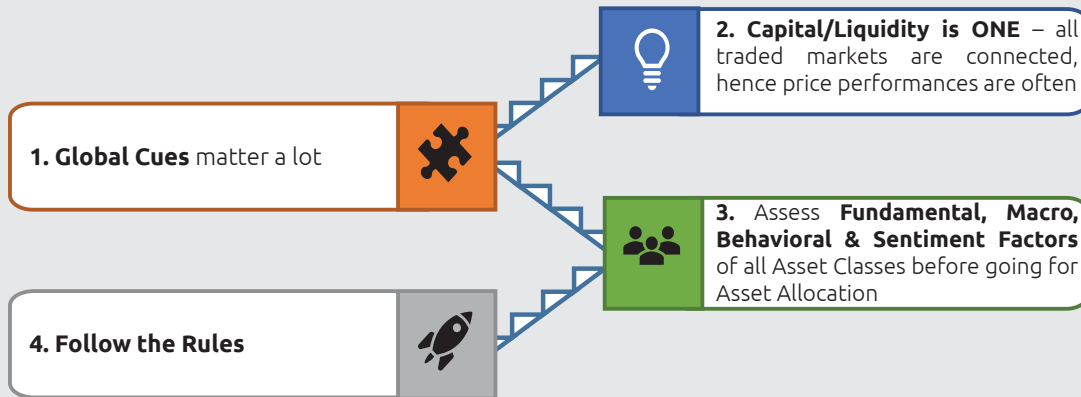 1. Global Cues matter a lot
2. Capital/Liquidity is ONE – all
traded markets are connected,
hence price performances are often
3. Assess Fundamental, Macro,
Behavioral & Sentiment Factors
of all Asset Classes before going for
Asset Allocation
4. Follow the Rules